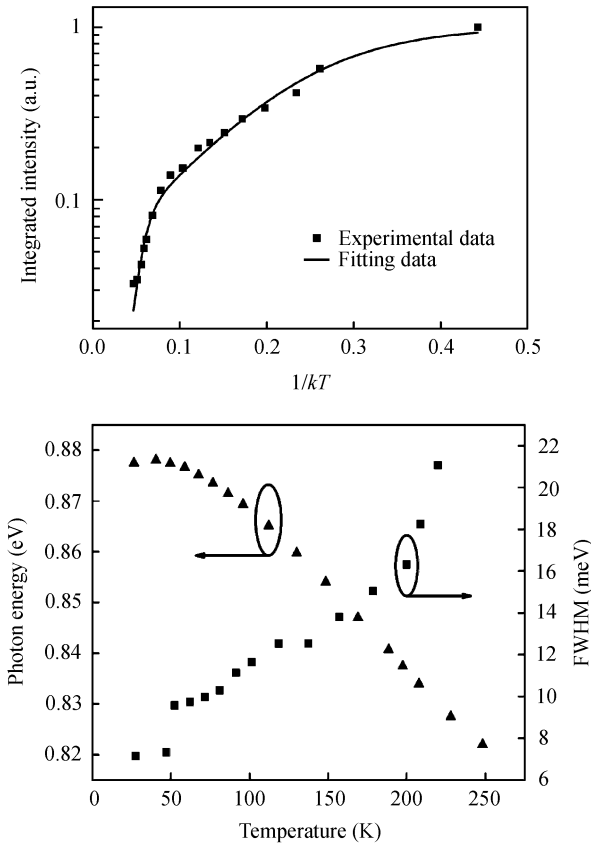 1
0.1
Integrated intensity (a.u.)
Experimental data
Fitting data
0.0 0.1 0.2 0.3 0.4 0.5
1/kT
0.88 0.87 0.86 0.85 0.84 0.83 0.82
Photon energy (eV)
22 20 18 16 14 12 10 8 6
FWHM (meV)
0 50 100 150 200 250
Temperature (K)